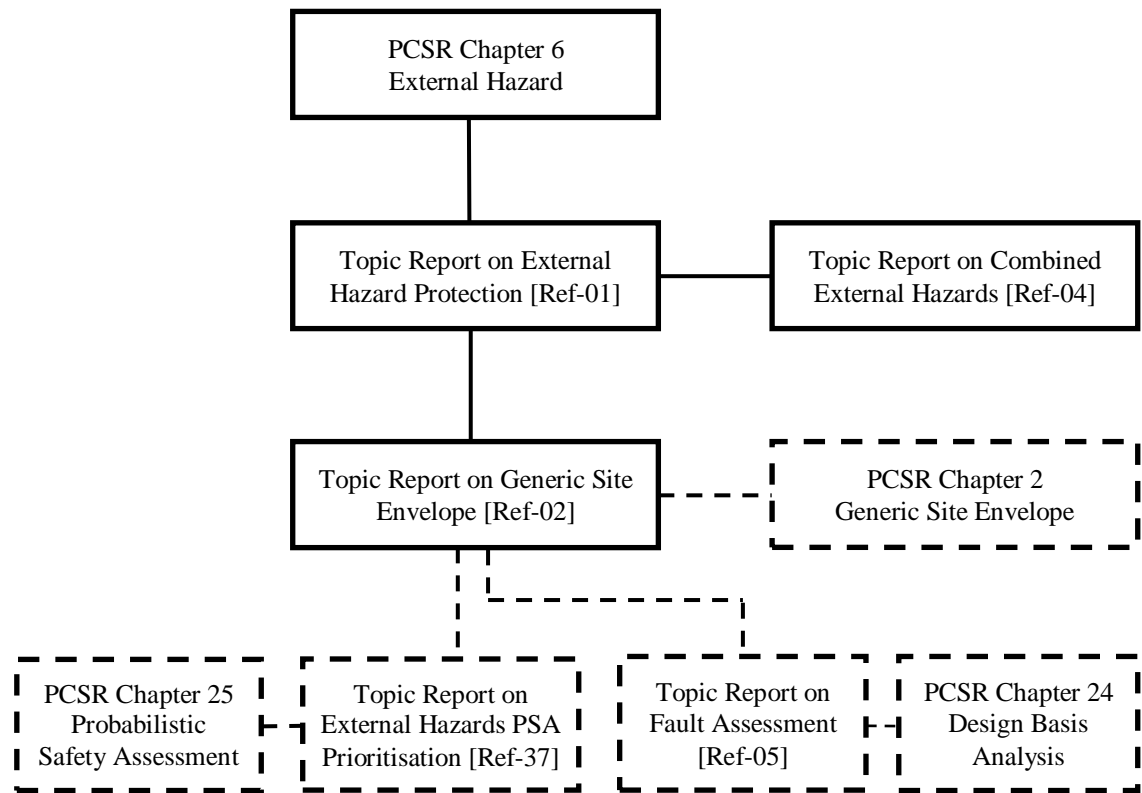 PCSR Chapter 6
External Hazard
Topic Report on External
Hazard Protection [Ref-01]
Topic Report on Combined
External Hazards [Ref-04]
Topic Report on Generic Site
Envelope [Ref-02]
PCSR Chapter 2
Generic Site Envelope
PCSR Chapter 25
Probabilistic
Safety Assessment
Topic Report on
External Hazards PSA
Prioritisation [Ref-37]
Topic Report on
Fault Assessment
[Ref-05]
PCSR Chapter 24
Design Basis
Analysis